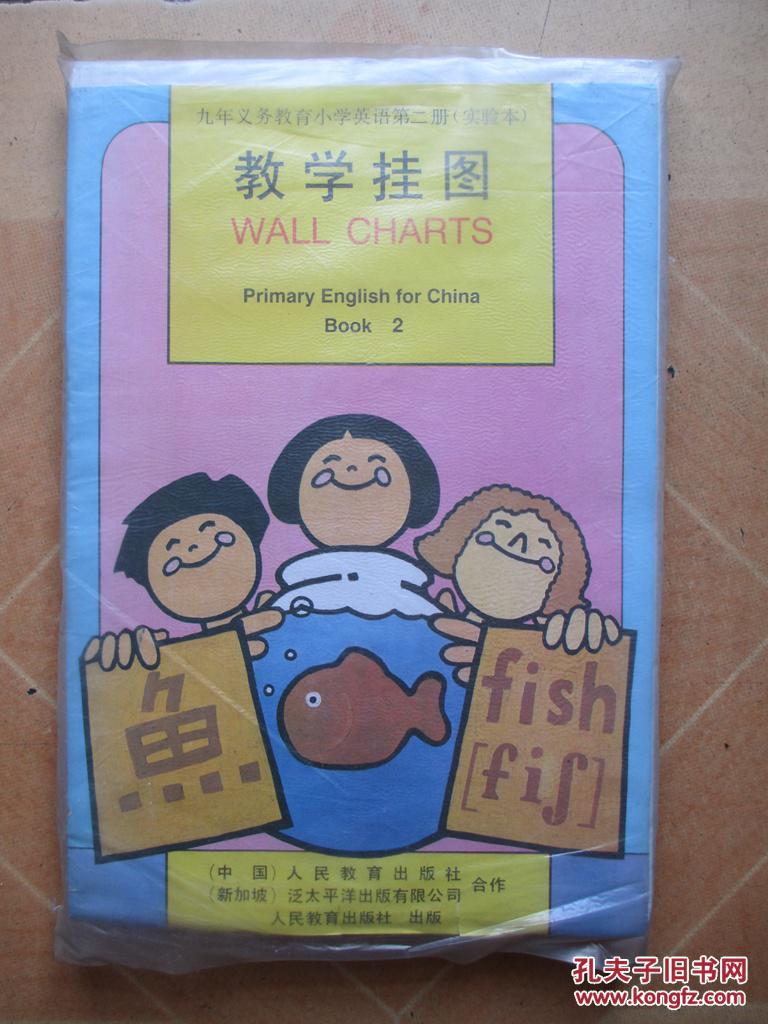 九年义务教育小学英语第二册（实验本）
教学挂图
WALL CHARTS
Primary English for China
Book 2
魚
fish
[fiʃ]
（中 国）人民教育出版社
（新加坡）泛太平洋出版有限公司 合作
人民教育出版社 出版
孔夫子旧书网
www.kongfz.com